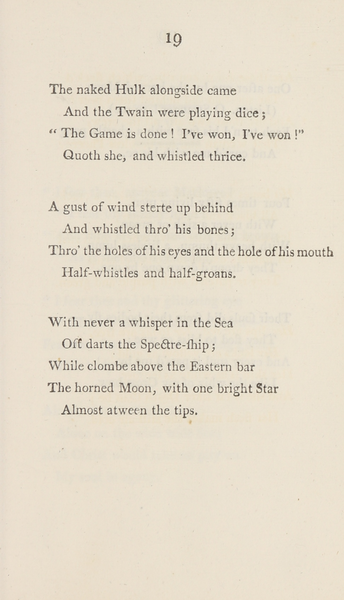 19
The naked Hulk alongside came
And the Twain were playing dice;
“ The Game is done! I've won, I've won!”
Quoth she, and whistled thrice.
A gust of wind sterte up behind
And whistled thro' his bones;
Thro' the holes of his eyes and the hole of his mouth
Half-whistles and half-groans.
With never a whisper in the Sea
Off darts the Spectre-ſhip;
While clombe above the Eastern bar
The horned Moon, with one bright Star
Almost atween the tips.